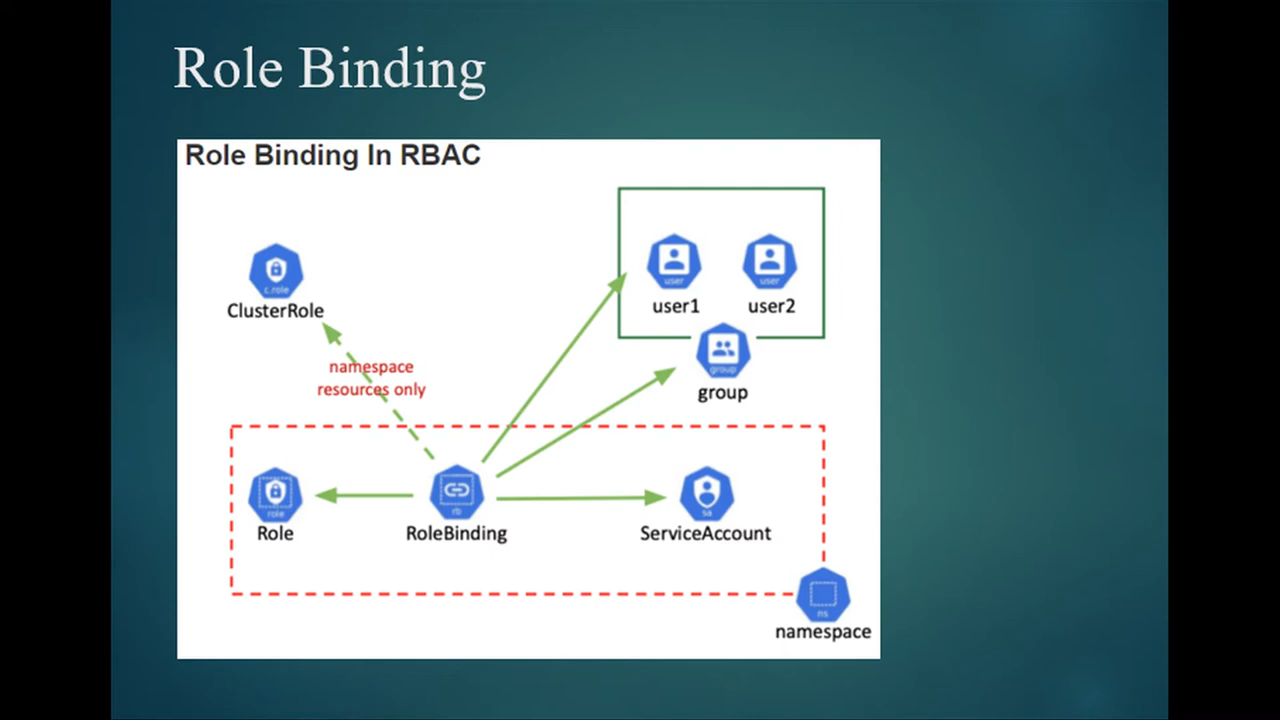 Role Binding
Role Binding In RBAC
user
user
user1
user2
c.role
ClusterRole
group
group
namespace
resources only
role
Role
rb
RoleBinding
sa
ServiceAccount
ns
namespace